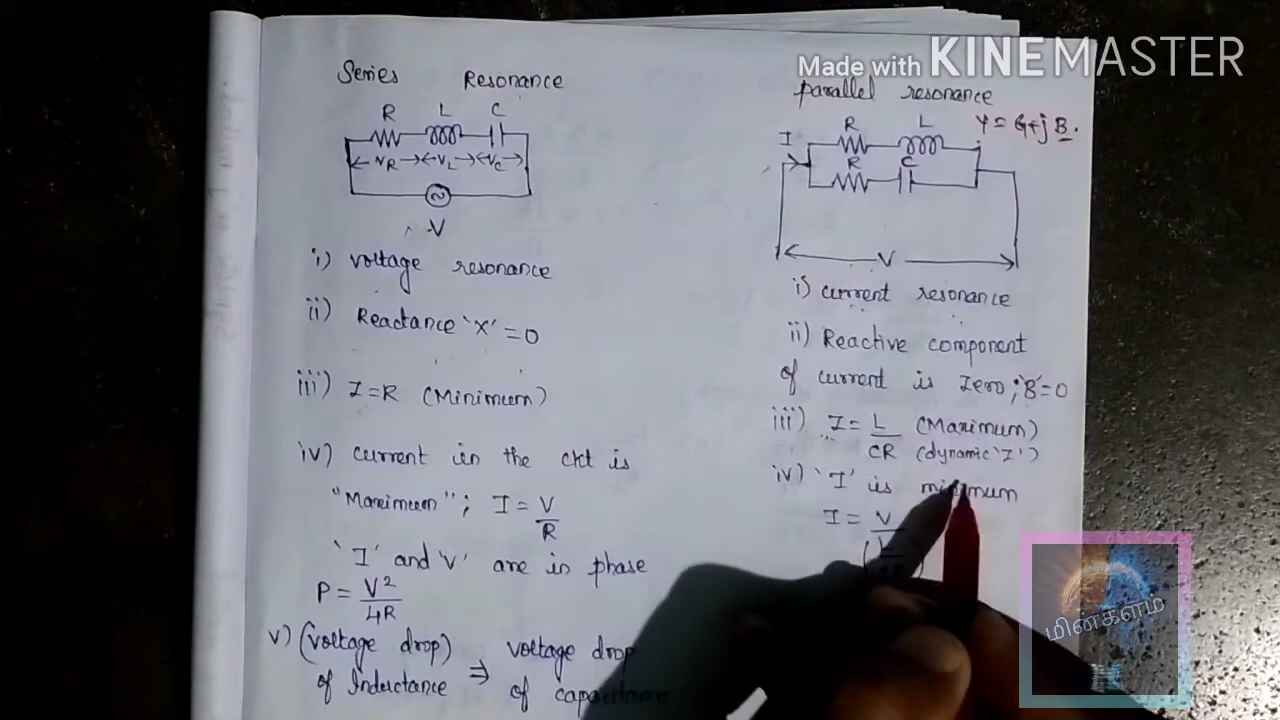 Made with KINEMASTER
Series Resonance
R L C
VR VL VC
V
i) voltage resonance
ii) Reactance 'X' = 0
iii) Z = R (Minimum)
iv) current in the ckt is
"Maximum" ; I = V/R
'I' and 'V' are in phase
P = V²/4R
v) (voltage drop) ⇒ voltage drop
of Inductance of capacitance
parallel resonance
Y = G+jB.
I R L
R C
V
i) current resonance
ii) Reactive component
of current is Zero ; 'B' = 0
iii) Z = L/CR (Maximum)
(dynamic 'Z')
iv) 'I' is minimum
I = V
மின்களம்